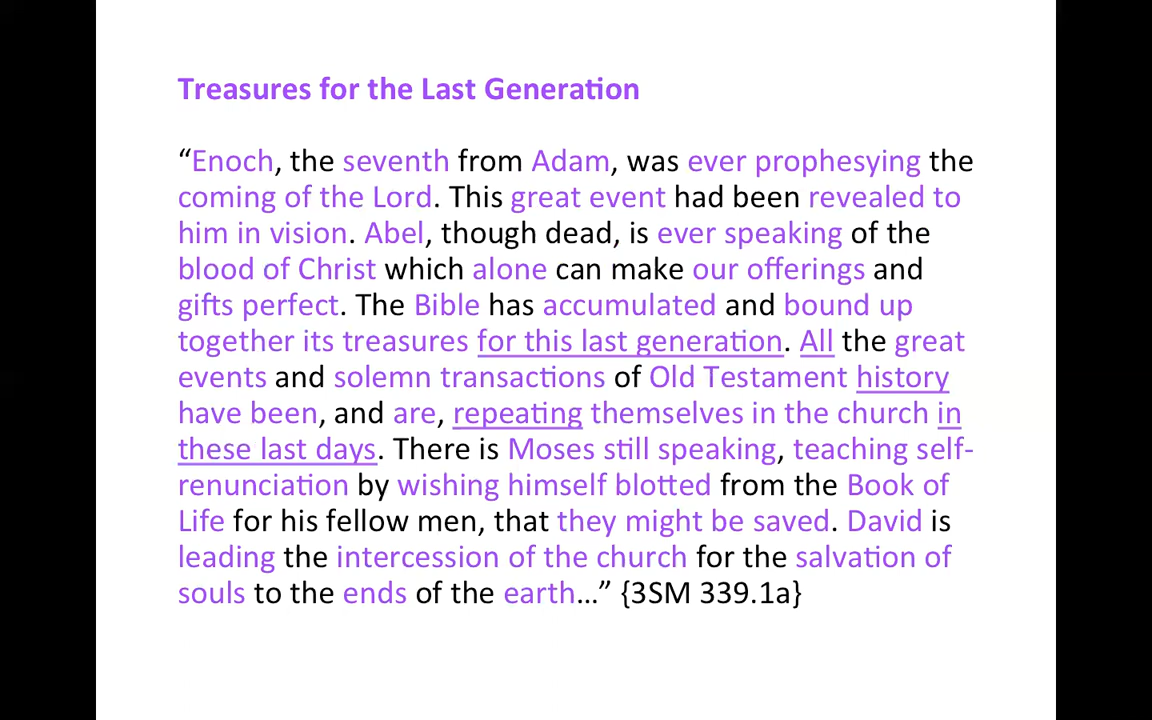 Treasures for the Last Generation
“Enoch, the seventh from Adam, was ever prophesying the
coming of the Lord. This great event had been revealed to
him in vision. Abel, though dead, is ever speaking of the
blood of Christ which alone can make our offerings and
gifts perfect. The Bible has accumulated and bound up
together its treasures for this last generation. All the great
events and solemn transactions of Old Testament history
have been, and are, repeating themselves in the church in
these last days. There is Moses still speaking, teaching self-
renunciation by wishing himself blotted from the Book of
Life for his fellow men, that they might be saved. David is
leading the intercession of the church for the salvation of
souls to the ends of the earth…” {3SM 339.1a}